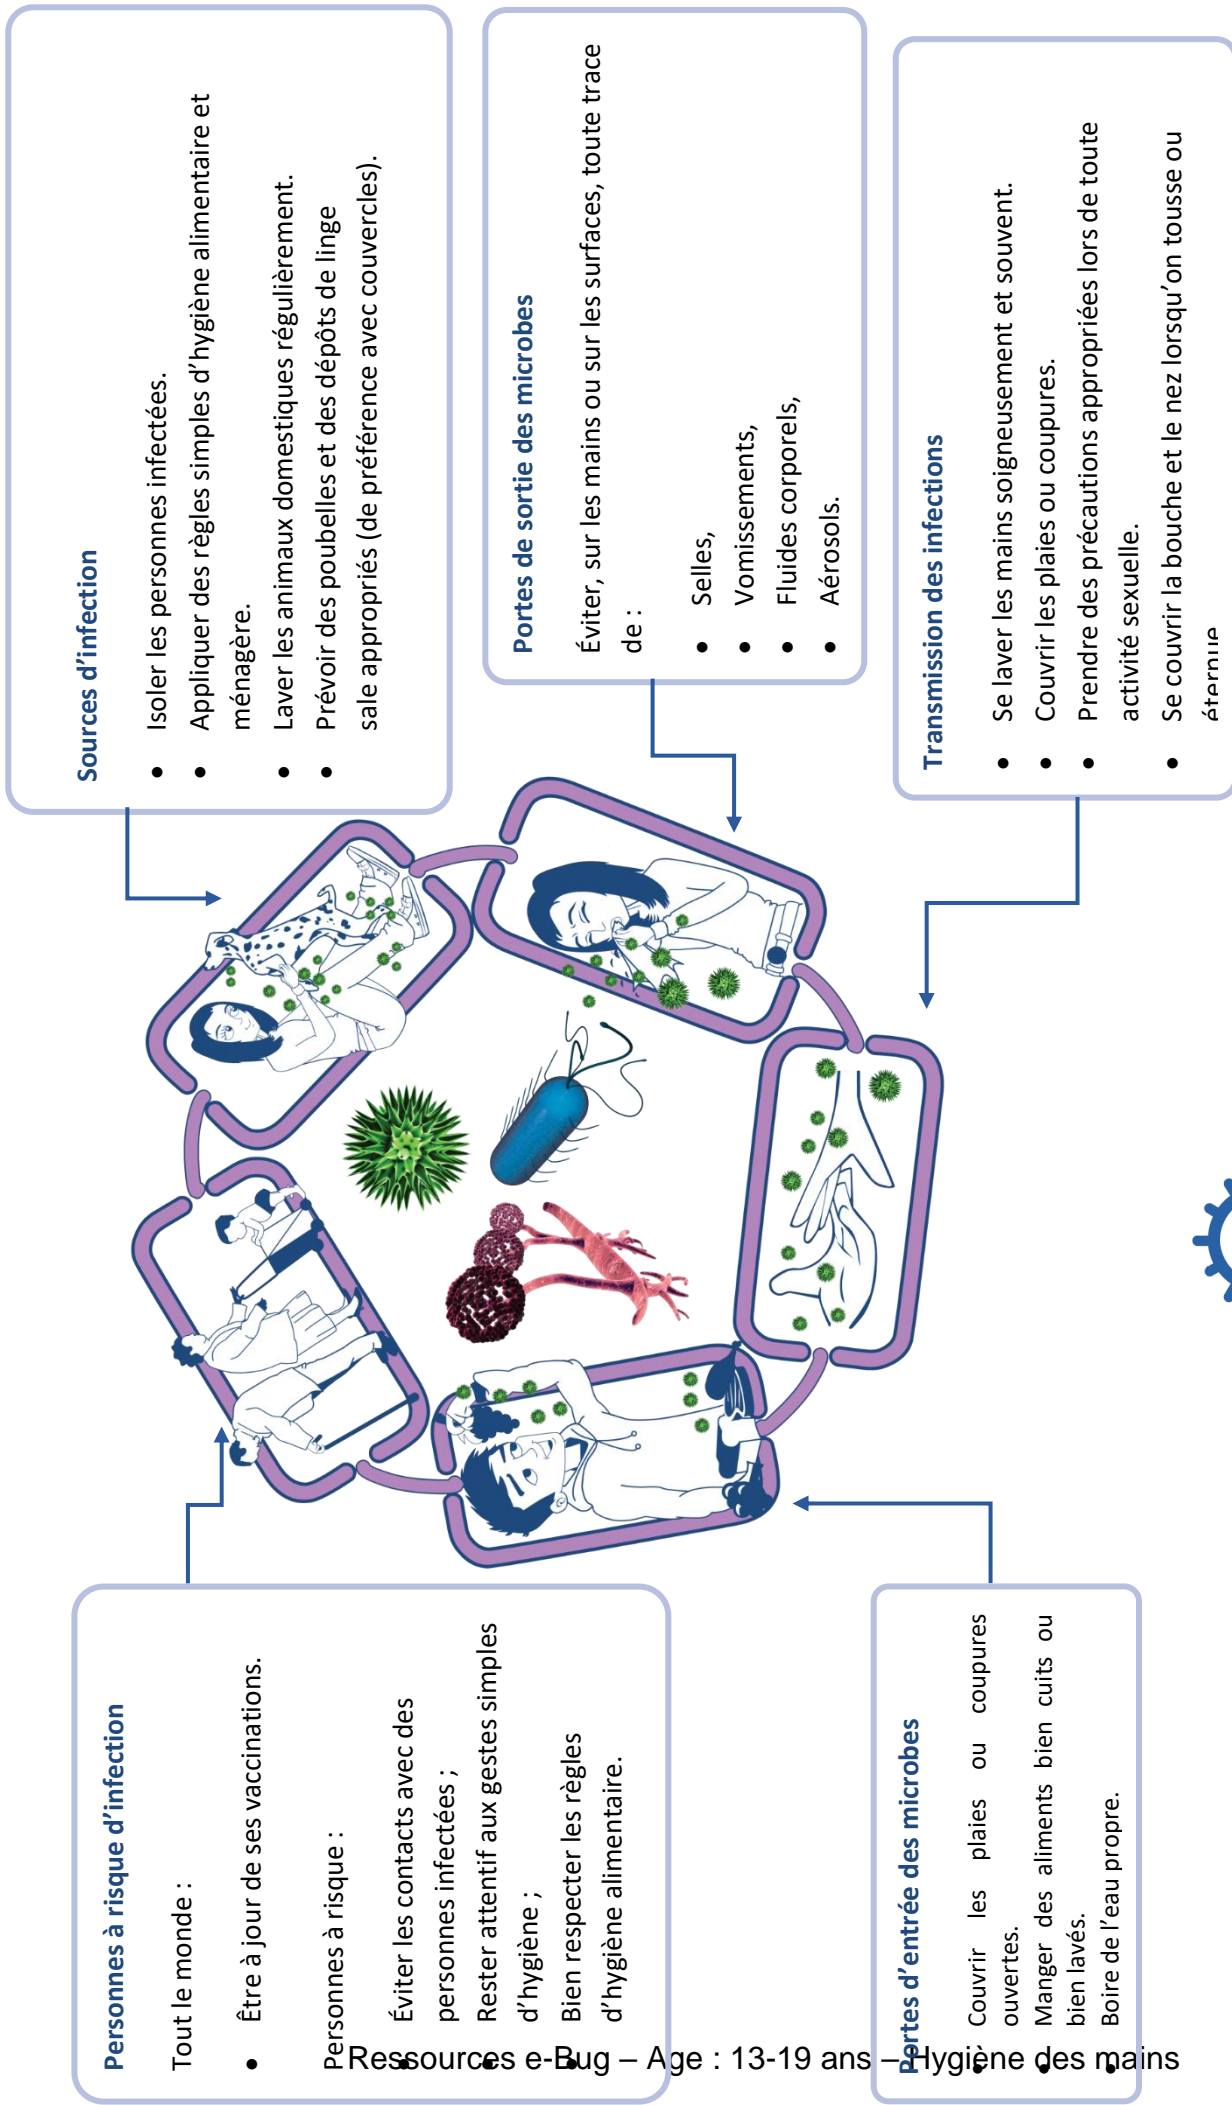 Personnes à risque d’infection
Tout le monde :
• Être à jour de ses vaccinations.
Personnes à risque :
• Éviter les contacts avec des
personnes infectées ;
• Rester attentif aux gestes simples
d’hygiène ;
• Bien respecter les règles
d’hygiène alimentaire.
Sources d’infection
• Isoler les personnes infectées.
• Appliquer des règles simples d’hygiène alimentaire et
ménagère.
• Laver les animaux domestiques régulièrement.
• Prévoir des poubelles et des dépôts de linge
sale appropriés (de préférence avec couvercles).
Portes de sortie des microbes
Éviter, sur les mains ou sur les surfaces, toute trace
de :
• Selles,
• Vomissements,
• Fluides corporels,
• Aérosols.
Transmission des infections
• Se laver les mains soigneusement et souvent.
• Couvrir les plaies ou coupures.
• Prendre des précautions appropriées lors de toute
activité sexuelle.
• Se couvrir la bouche et le nez lorsqu’on tousse ou
éternue
Portes d’entrée des microbes
• Couvrir les plaies ou coupures
ouvertes.
• Manger des aliments bien cuits ou
bien lavés.
• Boire de l’eau propre.
Ressources e-Bug – Age : 13-19 ans – Hygiène des mains